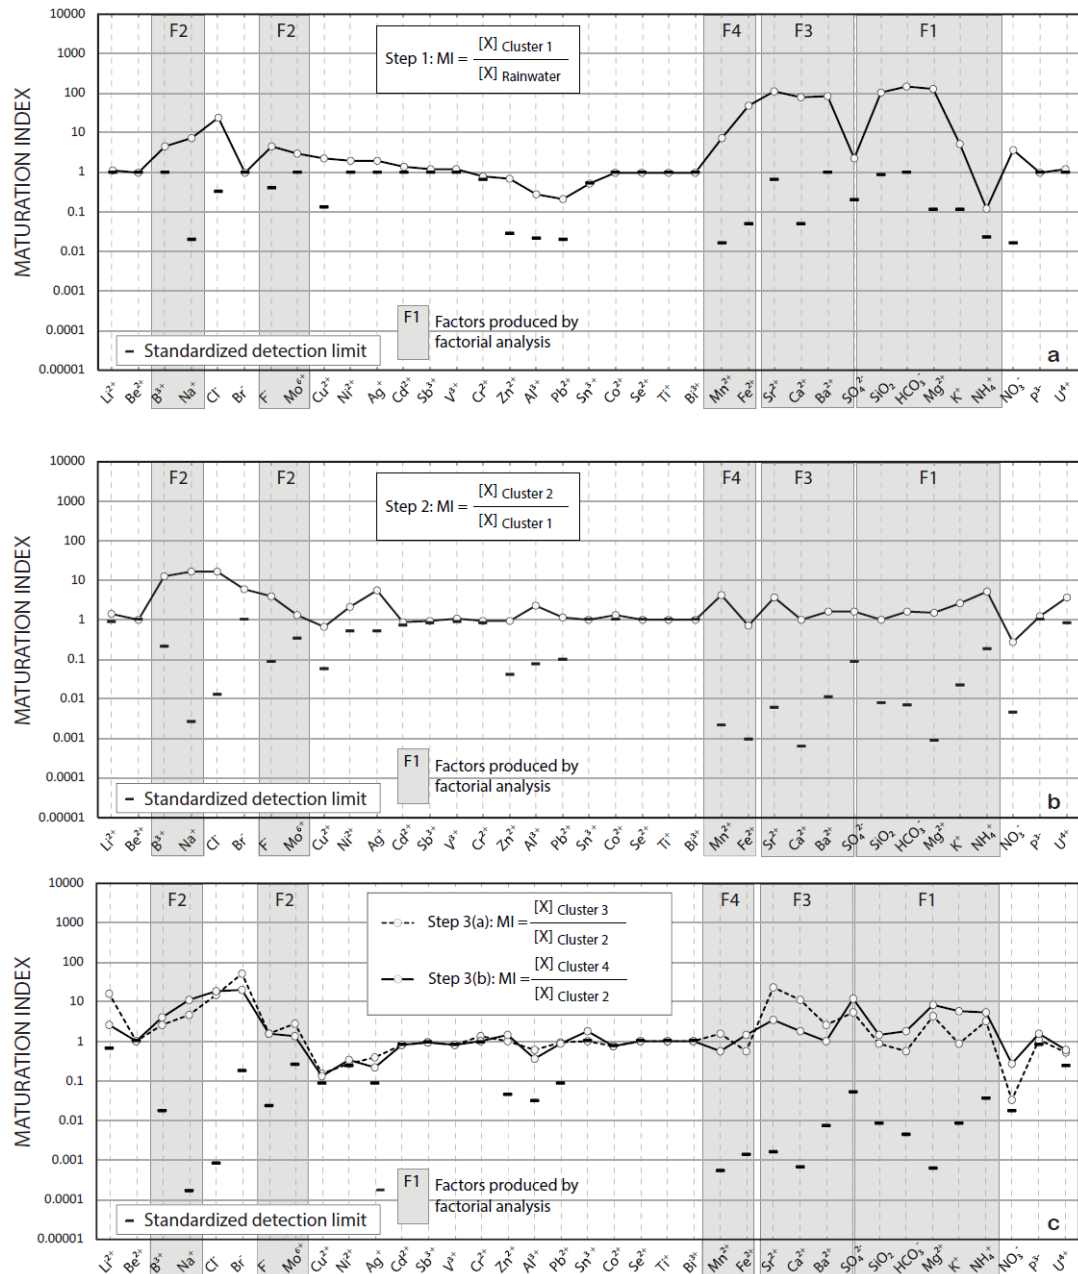 10000
1000
100
10
1
0.1
0.01
0.001
0.0001
0.00001
MATURATION INDEX
F2 F2 F4 F3 F1
Step 1: MI = [X] Cluster 1
[X] Rainwater
F1 Factors produced by
factorial analysis
- Standardized detection limit
a
Li²⁺ Be²⁺ B³⁺ Na⁺ Cl⁻ Br⁻ F⁻ Mo⁶⁺ Cu²⁺ Ni²⁺ Ag⁺ Cd²⁺ Sb³⁺ V³⁺ Cr²⁺ Zn²⁺ Al³⁺ Pb²⁺ Sn³⁺ Co²⁺ Se²⁺ Ti⁺ Bi³⁺ Mn²⁺ Fe²⁺ Sr²⁺ Ca²⁺ Ba²⁺ SO₄²⁻ SiO₂ HCO₃⁻ Mg²⁺ K⁺ NH₄⁺ NO₃⁻ P³⁻ U⁴⁺
10000
1000
100
10
1
0.1
0.01
0.001
0.0001
0.00001
MATURATION INDEX
F2 F2 F4 F3 F1
Step 2: MI = [X] Cluster 2
[X] Cluster 1
F1 Factors produced by
factorial analysis
- Standardized detection limit
b
Li²⁺ Be²⁺ B³⁺ Na⁺ Cl⁻ Br⁻ F⁻ Mo⁶⁺ Cu²⁺ Ni²⁺ Ag⁺ Cd²⁺ Sb³⁺ V³⁺ Cr²⁺ Zn²⁺ Al³⁺ Pb²⁺ Sn³⁺ Co²⁺ Se²⁺ Ti⁺ Bi³⁺ Mn²⁺ Fe²⁺ Sr²⁺ Ca²⁺ Ba²⁺ SO₄²⁻ SiO₂ HCO₃⁻ Mg²⁺ K⁺ NH₄⁺ NO₃⁻ P³⁻ U⁴⁺
10000
1000
100
10
1
0.1
0.01
0.001
0.0001
0.00001
MATURATION INDEX
F2 F2 F4 F3 F1
Step 3(a): MI = [X] Cluster 3
[X] Cluster 2
Step 3(b): MI = [X] Cluster 4
[X] Cluster 2
F1 Factors produced by
factorial analysis
- Standardized detection limit
c
Li²⁺ Be²⁺ B³⁺ Na⁺ Cl⁻ Br⁻ F⁻ Mo⁶⁺ Cu²⁺ Ni²⁺ Ag⁺ Cd²⁺ Sb³⁺ V³⁺ Cr²⁺ Zn²⁺ Al³⁺ Pb²⁺ Sn³⁺ Co²⁺ Se²⁺ Ti⁺ Bi³⁺ Mn²⁺ Fe²⁺ Sr²⁺ Ca²⁺ Ba²⁺ SO₄²⁻ SiO₂ HCO₃⁻ Mg²⁺ K⁺ NH₄⁺ NO₃⁻ P³⁻ U⁴⁺